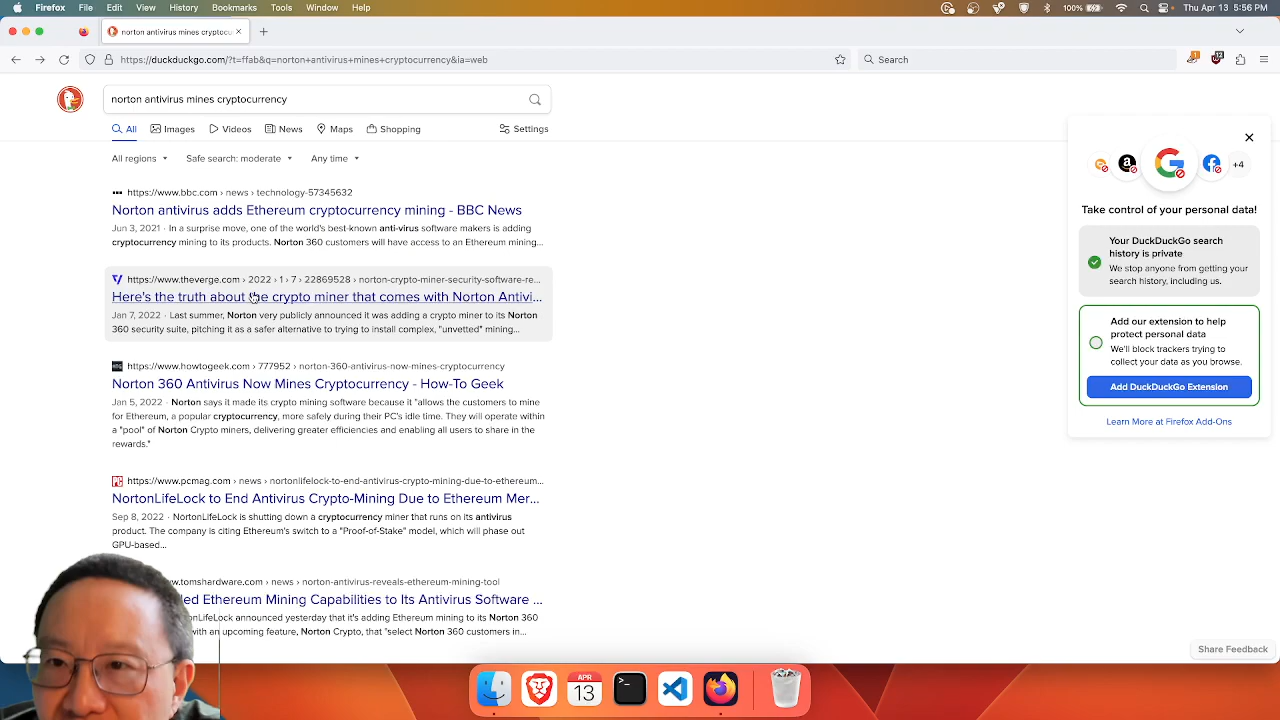 Firefox File Edit View History Bookmarks Tools Window Help
100% Thu Apr 13 5:56 PM
norton antivirus mines cryptocu
https://duckduckgo.com/?t=ffab&q=norton+antivirus+mines+cryptocurrency&ia=web
Search
1
12
norton antivirus mines cryptocurrency
All Images Videos News Maps Shopping Settings
All regions Safe search: moderate Any time
https://www.bbc.com › news › technology-57345632
Norton antivirus adds Ethereum cryptocurrency mining - BBC News
Jun 3, 2021 · In a surprise move, one of the world's best-known anti-virus software makers is adding
cryptocurrency mining to its products. Norton 360 customers will have access to an Ethereum mining...
https://www.theverge.com › 2022 › 1 › 7 › 22869528 › norton-crypto-miner-security-software-re...
Here's the truth about the crypto miner that comes with Norton Antivi...
Jan 7, 2022 · Last summer, Norton very publicly announced it was adding a crypto miner to its Norton
360 security suite, pitching it as a safer alternative to trying to install complex, "unvetted" mining...
https://www.howtogeek.com › 777952 › norton-360-antivirus-now-mines-cryptocurrency
Norton 360 Antivirus Now Mines Cryptocurrency - How-To Geek
Jan 5, 2022 · Norton says it made its crypto mining software because it "allows the customers to mine
for Ethereum, a popular cryptocurrency, more safely during their PC's idle time. They will operate within
a "pool" of Norton Crypto miners, delivering greater efficiencies and enabling all users to share in the
rewards."
https://www.pcmag.com › news › nortonlifelock-to-end-antivirus-crypto-mining-due-to-ethereum...
NortonLifeLock to End Antivirus Crypto-Mining Due to Ethereum Mer...
Sep 8, 2022 · NortonLifeLock is shutting down a cryptocurrency miner that runs on its antivirus
product. The company is citing Ethereum's switch to a "Proof-of-Stake" model, which will phase out
GPU-based...
w.tomshardware.com › news › norton-antivirus-reveals-ethereum-mining-tool
ed Ethereum Mining Capabilities to Its Antivirus Software ...
LifeLock announced yesterday that it's adding Ethereum mining to its Norton 360
with an upcoming feature, Norton Crypto, that "select Norton 360 customers in...
+4
Take control of your personal data!
Your DuckDuckGo search
history is private
We stop anyone from getting your
search history, including us.
Add our extension to help
protect personal data
We'll block trackers trying to
collect your data as you browse.
Add DuckDuckGo Extension
Learn More at Firefox Add-Ons
Share Feedback
APR
13